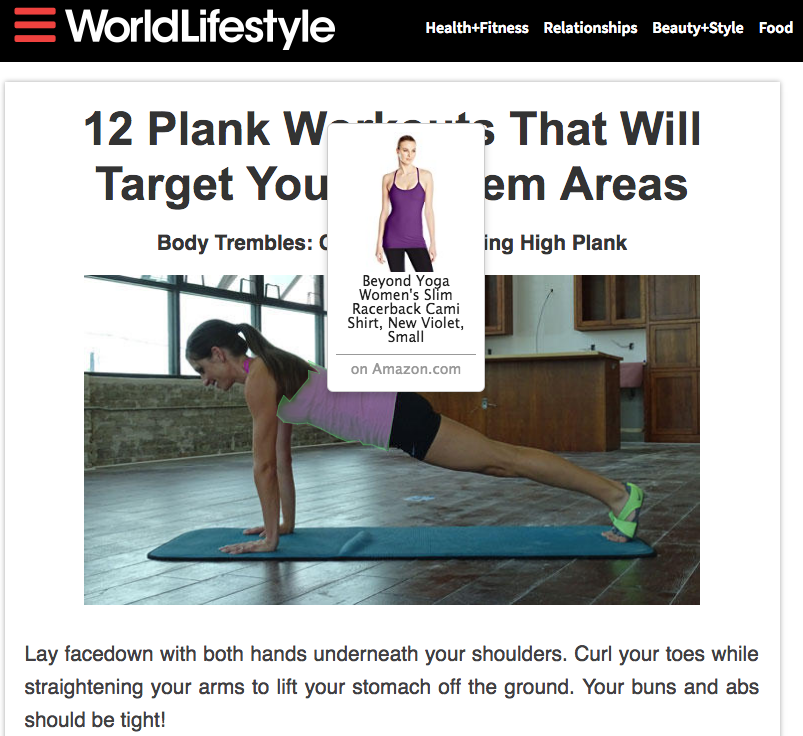 WorldLifestyle
Health+Fitness Relationships Beauty+Style Food
12 Plank Workouts That Will
Target You em Areas
Body Trembles: ing High Plank
Beyond Yoga
Women's Slim
Racerback Cami
Shirt, New Violet,
Small
on Amazon.com
Lay facedown with both hands underneath your shoulders. Curl your toes while
straightening your arms to lift your stomach off the ground. Your buns and abs
should be tight!